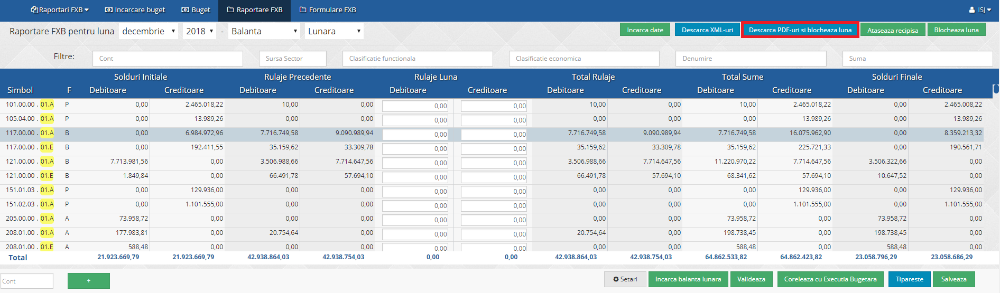 Raportari FXB Incarcare buget Buget Raportare FXB Formulare FXB ISJ
Raportare FXB pentru luna decembrie 2018 - Balanta Lunara Incarca date Descarca XML-uri Descarca PDF-uri si blocheaza luna Ataseaza recipisa Blocheaza luna
Filtre: Cont Sursa Sector Clasificatie functionala Clasificatie economica Denumire Suma
Solduri Initiale Rulaje Precedente Rulaje Luna Total Rulaje Total Sume Solduri Finale
Simbol F Debitoare Creditoare Debitoare Creditoare Debitoare Creditoare Debitoare Creditoare Debitoare Creditoare Debitoare Creditoare
101.00.00 . 01.A P 0,00 2.465.018,22 10,00 0,00 0,00 0,00 10,00 0,00 10,00 2.465.018,22 0,00 2.465.008,22
105.04.00 . 01.A P 0,00 13.989,26 0,00 0,00 0,00 0,00 0,00 0,00 0,00 13.989,26 0,00 13.989,26
117.00.00 . 01.A B 0,00 6.984.972,96 7.716.749,58 9.090.989,94 0,00 0,00 7.716.749,58 9.090.989,94 7.716.749,58 16.075.962,90 0,00 8.359.213,32
117.00.00 . 01.E B 0,00 192.411,55 35.159,62 33.309,78 0,00 0,00 35.159,62 33.309,78 35.159,62 225.721,33 0,00 190.561,71
121.00.00 . 01.A B 7.713.981,56 0,00 3.506.988,66 7.714.647,56 0,00 0,00 3.506.988,66 7.714.647,56 11.220.970,22 7.714.647,56 3.506.322,66 0,00
121.00.00 . 01.E B 1.849,84 0,00 66.491,78 57.694,10 0,00 0,00 66.491,78 57.694,10 68.341,62 57.694,10 10.647,52 0,00
151.01.03 . 01.A P 0,00 129.936,00 0,00 0,00 0,00 0,00 0,00 0,00 0,00 129.936,00 0,00 129.936,00
151.02.03 . 01.A P 0,00 1.101.555,00 0,00 0,00 0,00 0,00 0,00 0,00 0,00 1.101.555,00 0,00 1.101.555,00
205.00.00 . 01.A A 73.958,72 0,00 0,00 0,00 0,00 0,00 0,00 0,00 73.958,72 0,00 73.958,72 0,00
208.01.00 . 01.A A 177.983,81 0,00 20.754,64 0,00 0,00 0,00 20.754,64 0,00 198.738,45 0,00 198.738,45 0,00
208.01.00 . 01.E A 588,48 0,00 0,00 0,00 0,00 0,00 0,00 0,00 588,48 0,00 588,48 0,00
Total 21.923.669,79 21.923.669,79 42.938.864,03 42.938.754,03 0,00 0,00 42.938.864,03 42.938.754,03 64.862.533,82 64.862.423,82 23.058.796,29 23.058.686,29
Cont + Setari Incarca balanta lunara Valideaza Coreleaza cu Executia Bugetara Tipareste Salveaza